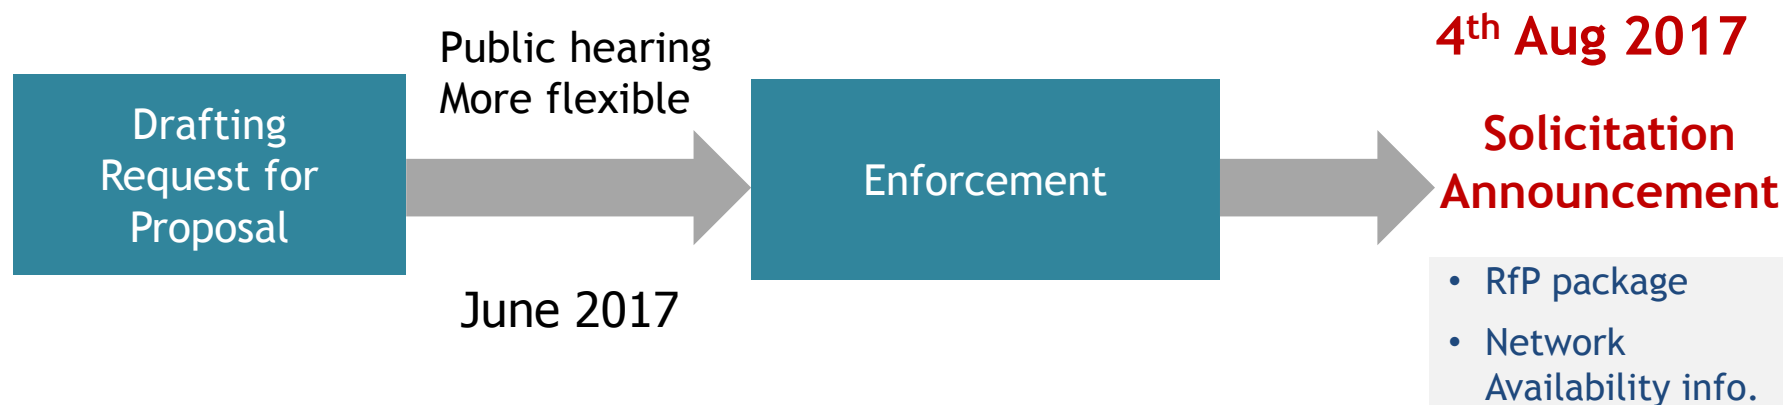 Drafting
Request for
Proposal
Public hearing
More flexible
June 2017
Enforcement
4th Aug 2017
Solicitation
Announcement
• RfP package
• Network
Availability info.